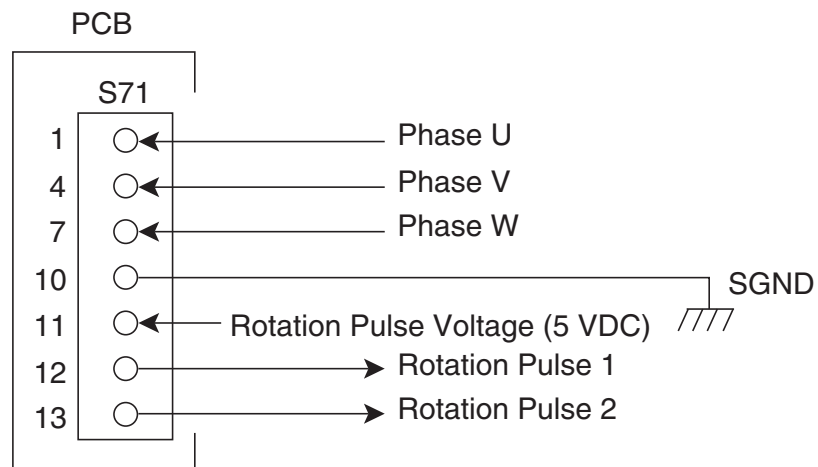 PCB
S71
1 Phase U
4 Phase V
7 Phase W
10 SGND
11 Rotation Pulse Voltage (5 VDC)
12 Rotation Pulse 1
13 Rotation Pulse 2